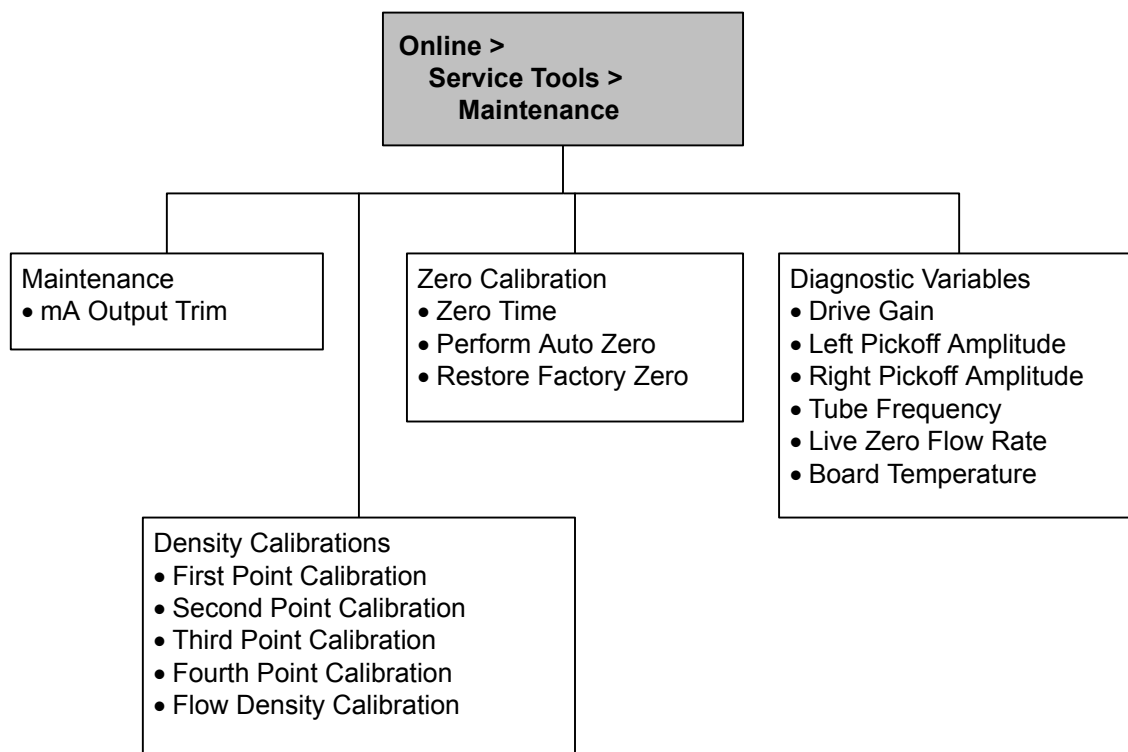 Online >
Service Tools >
Maintenance
Maintenance
• mA Output Trim
Zero Calibration
• Zero Time
• Perform Auto Zero
• Restore Factory Zero
Diagnostic Variables
• Drive Gain
• Left Pickoff Amplitude
• Right Pickoff Amplitude
• Tube Frequency
• Live Zero Flow Rate
• Board Temperature
Density Calibrations
• First Point Calibration
• Second Point Calibration
• Third Point Calibration
• Fourth Point Calibration
• Flow Density Calibration